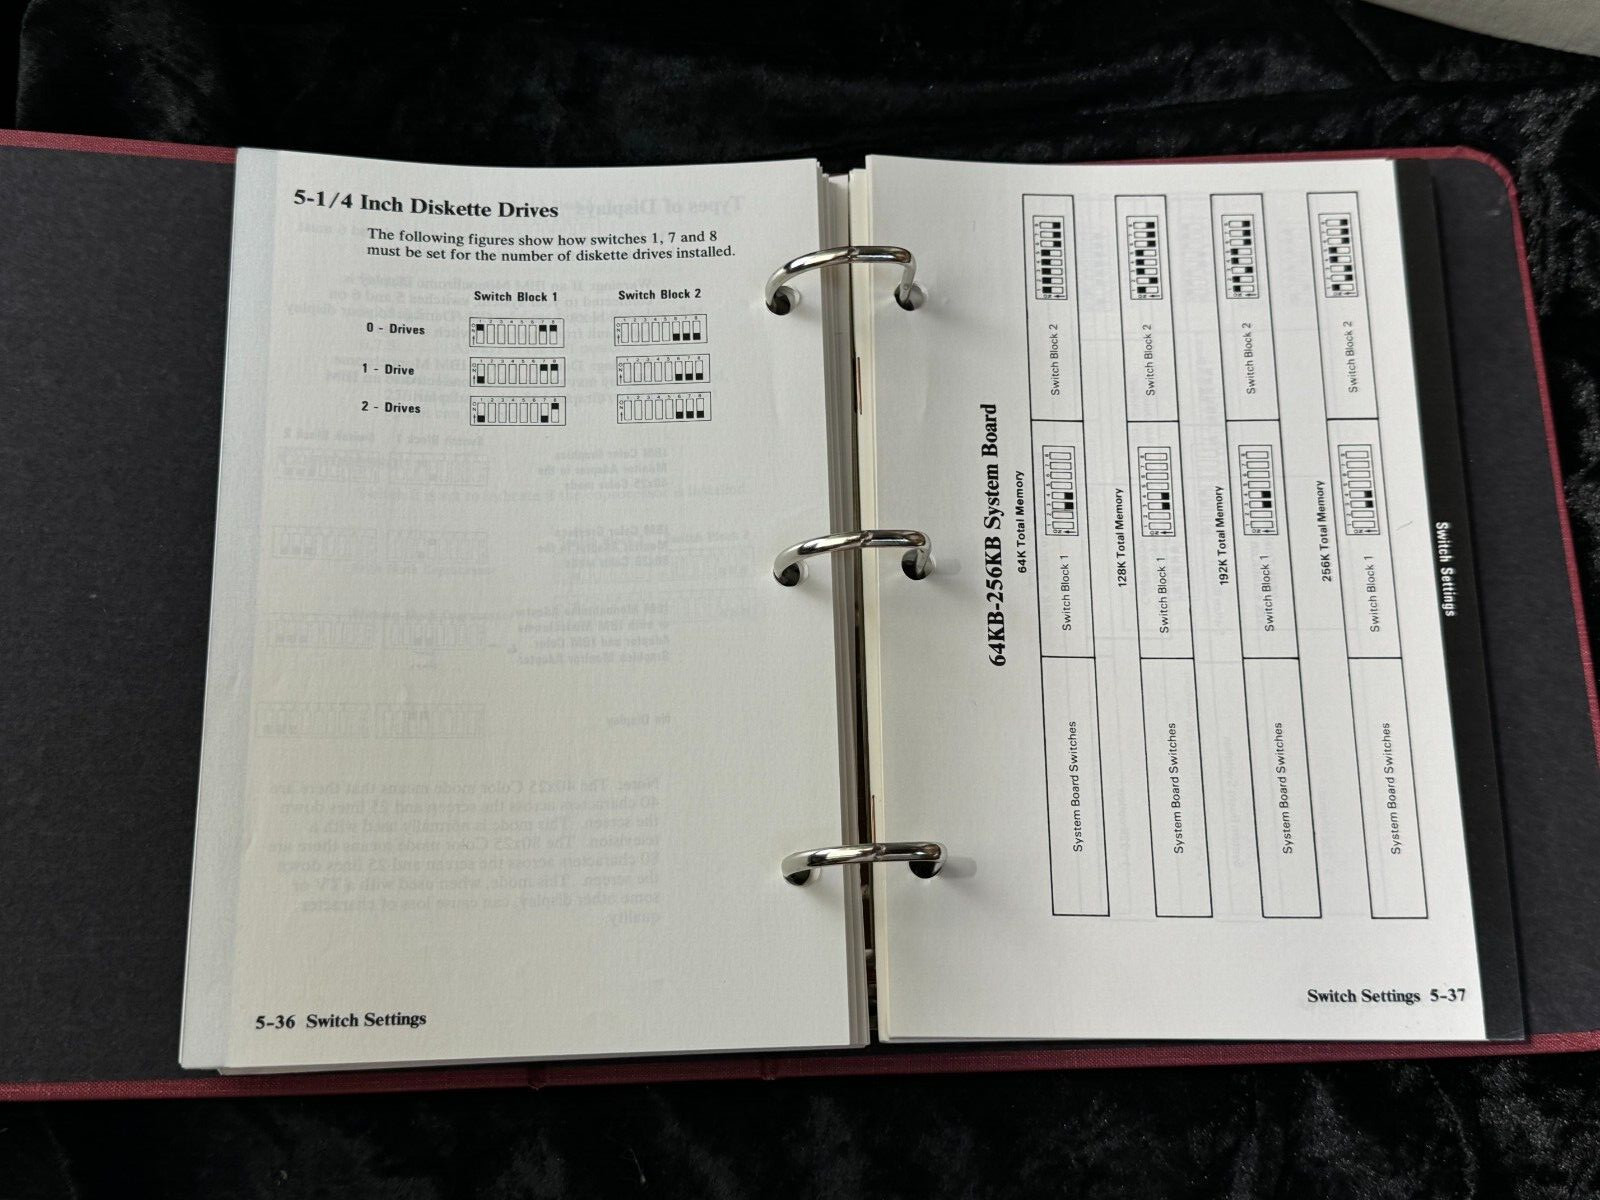 5-1/4 Inch Diskette Drives
The following figures show how switches 1, 7 and 8
must be set for the number of diskette drives installed.
Switch Block 1 Switch Block 2
0 - Drives
1 - Drive
2 - Drives
5-36 Switch Settings
64KB-256KB System Board
64K Total Memory
System Board Switches Switch Block 1 Switch Block 2
128K Total Memory
System Board Switches Switch Block 1 Switch Block 2
192K Total Memory
System Board Switches Switch Block 1 Switch Block 2
256K Total Memory
System Board Switches Switch Block 1 Switch Block 2
Switch Settings
Switch Settings 5-37